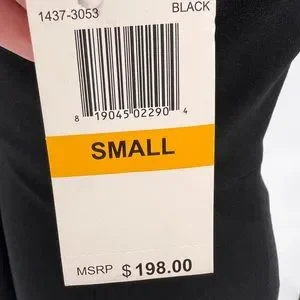 1437-3053 BLACK
8 19045 02290 4
SMALL
MSRP $198.00